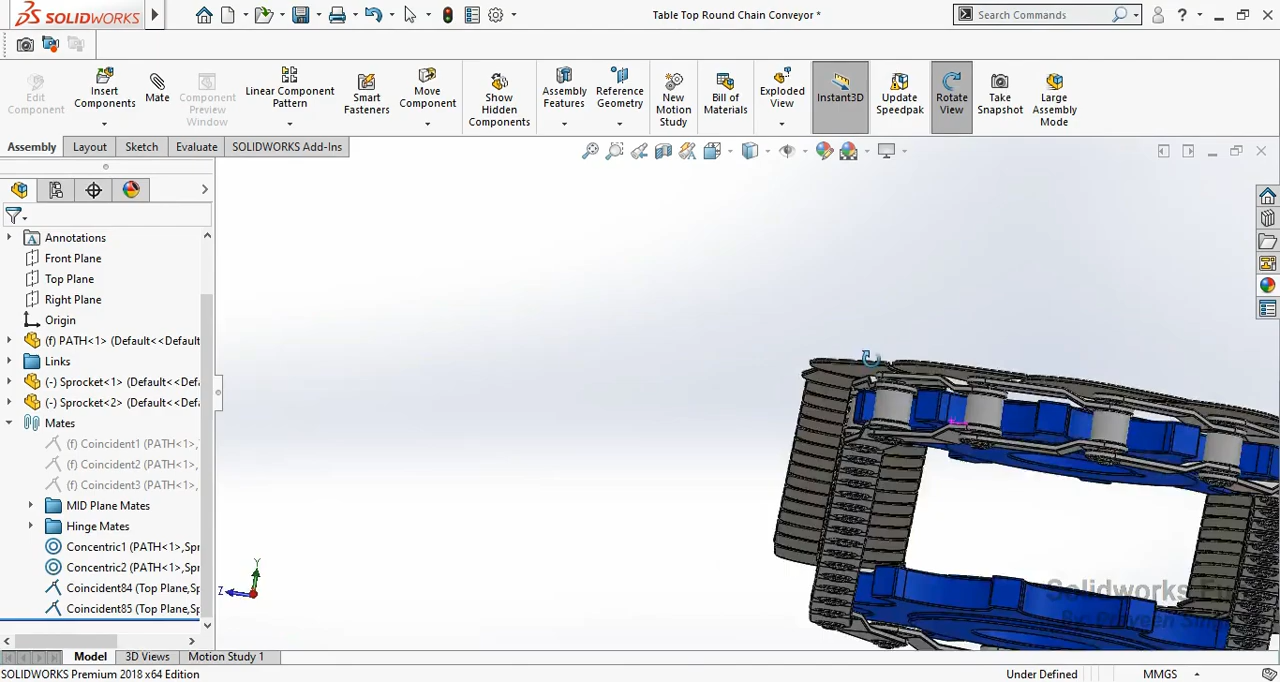 SOLIDWORKS
Table Top Round Chain Conveyor *
Search Commands
Edit
Component
Insert
Components
Mate
Component
Preview
Window
Linear Component
Pattern
Smart
Fasteners
Move
Component
Show
Hidden
Components
Assembly
Features
Reference
Geometry
New
Motion
Study
Bill of
Materials
Exploded
View
Instant3D
Update
Speedpak
Rotate
View
Take
Snapshot
Large
Assembly
Mode
Assembly
Layout
Sketch
Evaluate
SOLIDWORKS Add-Ins
Annotations
Front Plane
Top Plane
Right Plane
Origin
(f) PATH<1> (Default<<Default
Links
(-) Sprocket<1> (Default<<Defa
(-) Sprocket<2> (Default<<Defa
Mates
(f) Coincident1 (PATH<1>,
(f) Coincident2 (PATH<1>,
(f) Coincident3 (PATH<1>,
MID Plane Mates
Hinge Mates
Concentric1 (PATH<1>,Spr
Concentric2 (PATH<1>,Spr
Coincident84 (Top Plane,Sp
Coincident85 (Top Plane,Sp
Y
Z
Solidworks
Model
3D Views
Motion Study 1
SOLIDWORKS Premium 2018 x64 Edition
Under Defined
MMGS